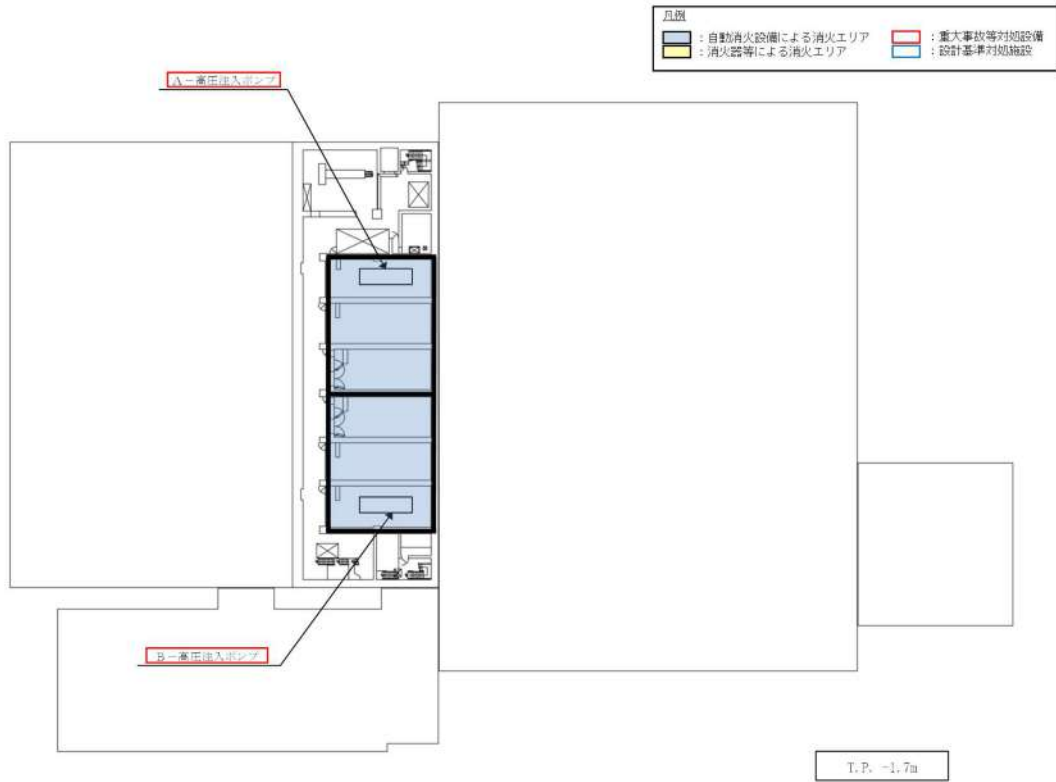 凡例
：自動消火設備による消火エリア
：重大事故等対処設備
：消火器等による消火エリア
：設計基準対処施設
A－高圧注入ポンプ
B－高圧注入ポンプ
T.P. -1.7m